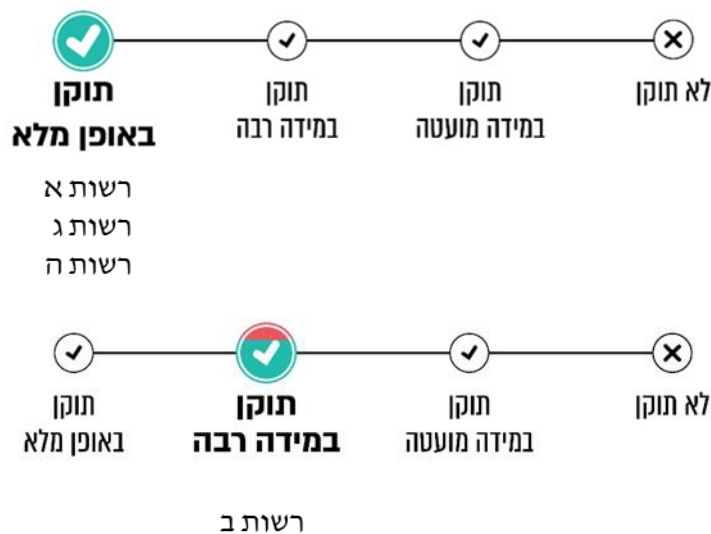 לא תוקן
תוקן
במידה מועטה
תוקן
במידה רבה
תוקן
באופן מלא
רשות א
רשות ג
רשות ה
לא תוקן
תוקן
במידה מועטה
תוקן
במידה רבה
תוקן
באופן מלא
רשות ב